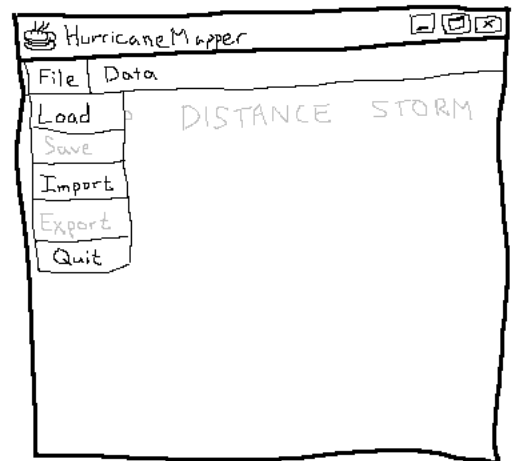 HurricaneMapper
File Data
Load DISTANCE STORM
Save
Import
Export
Quit